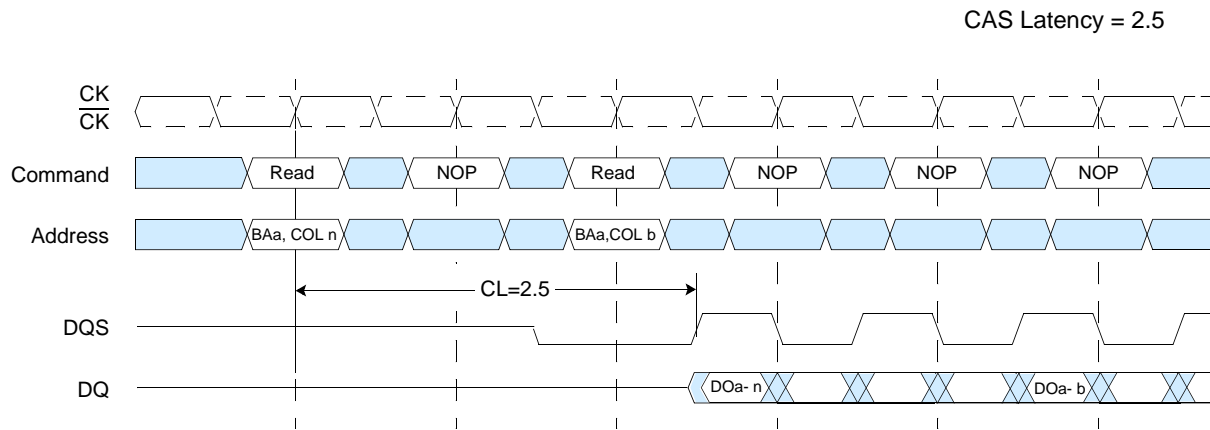 CAS Latency = 2.5
CK
CK
Command
Read
NOP
Read
NOP
NOP
NOP
Address
BAa, COL n
BAa,COL b
CL=2.5
DQS
DQ
DOa- n
DOa- b